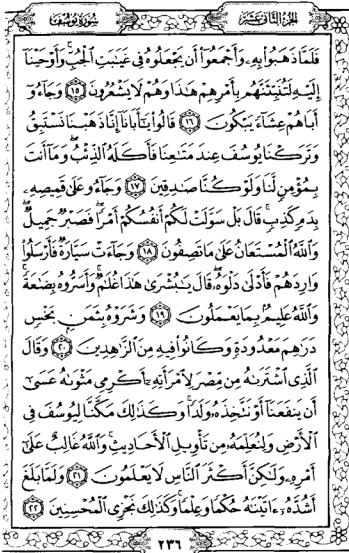 الجزء الثاني عشر
سورة يوسف
فَلَمَّا ذَهَبُوا۟ بِهِۦ وَأَجْمَعُوٓا۟ أَن يَجْعَلُوهُ فِى غَيَٰبَتِ ٱلْجُبِّ ۚ وَأَوْحَيْنَآ
إِلَيْهِ لَتُنَبِّئَنَّهُم بِأَمْرِهِمْ هَٰذَا وَهُمْ لَا يَشْعُرُونَ ١٥ وَجَآءُوٓ
أَبَاهُمْ عِشَآءً يَبْكُونَ ١٦ قَالُوا۟ يَٰٓأَبَانَآ إِنَّا ذَهَبْنَا نَسْتَبِقُ
وَتَرَكْنَا يُوسُفَ عِندَ مَتَٰعِنَا فَأَكَلَهُ ٱلذِّئْبُ ۖ وَمَآ أَنتَ
بِمُؤْمِنٍ لَّنَا وَلَوْ كُنَّا صَٰدِقِينَ ١٧ وَجَآءُو عَلَىٰ قَمِيصِهِۦ
بِدَمٍ كَذِبٍ ۚ قَالَ بَلْ سَوَّلَتْ لَكُمْ أَنفُسُكُمْ أَمْرًا ۖ فَصَبْرٌ جَمِيلٌ ۖ
وَٱللَّهُ ٱلْمُسْتَعَانُ عَلَىٰ مَا تَصِفُونَ ١٨ وَجَآءَتْ سَيَّارَةٌ فَأَرْسَلُوا۟
وَارِدَهُمْ فَأَدْلَىٰ دَلْوَهُۥ ۖ قَالَ يَٰبُشْرَىٰ هَٰذَا غُلَٰمٌ ۚ وَأَسَرُّوهُ بِضَٰعَةً ۚ
وَٱللَّهُ عَلِيمٌۢ بِمَا يَعْمَلُونَ ١٩ وَشَرَوْهُ بِثَمَنٍۭ بَخْسٍ
دَرَٰهِمَ مَعْدُودَةٍ وَكَانُوا۟ فِيهِ مِنَ ٱلزَّٰهِدِينَ ٢٠ وَقَالَ
ٱلَّذِى ٱشْتَرَىٰهُ مِن مِّصْرَ لِٱمْرَأَتِهِۦٓ أَكْرِمِى مَثْوَىٰهُ عَسَىٰٓ
أَن يَنفَعَنَآ أَوْ نَتَّخِذَهُۥ وَلَدًا ۚ وَكَذَٰلِكَ مَكَّنَّا لِيُوسُفَ فِى
ٱلْأَرْضِ وَلِنُعَلِّمَهُۥ مِن تَأْوِيلِ ٱلْأَحَادِيثِ ۚ وَٱللَّهُ غَالِبٌ عَلَىٰٓ
أَمْرِهِۦ وَلَٰكِنَّ أَكْثَرَ ٱلنَّاسِ لَا يَعْلَمُونَ ٢١ وَلَمَّا بَلَغَ
أَشُدَّهُۥٓ ءَاتَيْنَٰهُ حُكْمًا وَعِلْمًا ۚ وَكَذَٰلِكَ نَجْزِى ٱلْمُحْسِنِينَ ٢٢
٢٣٦